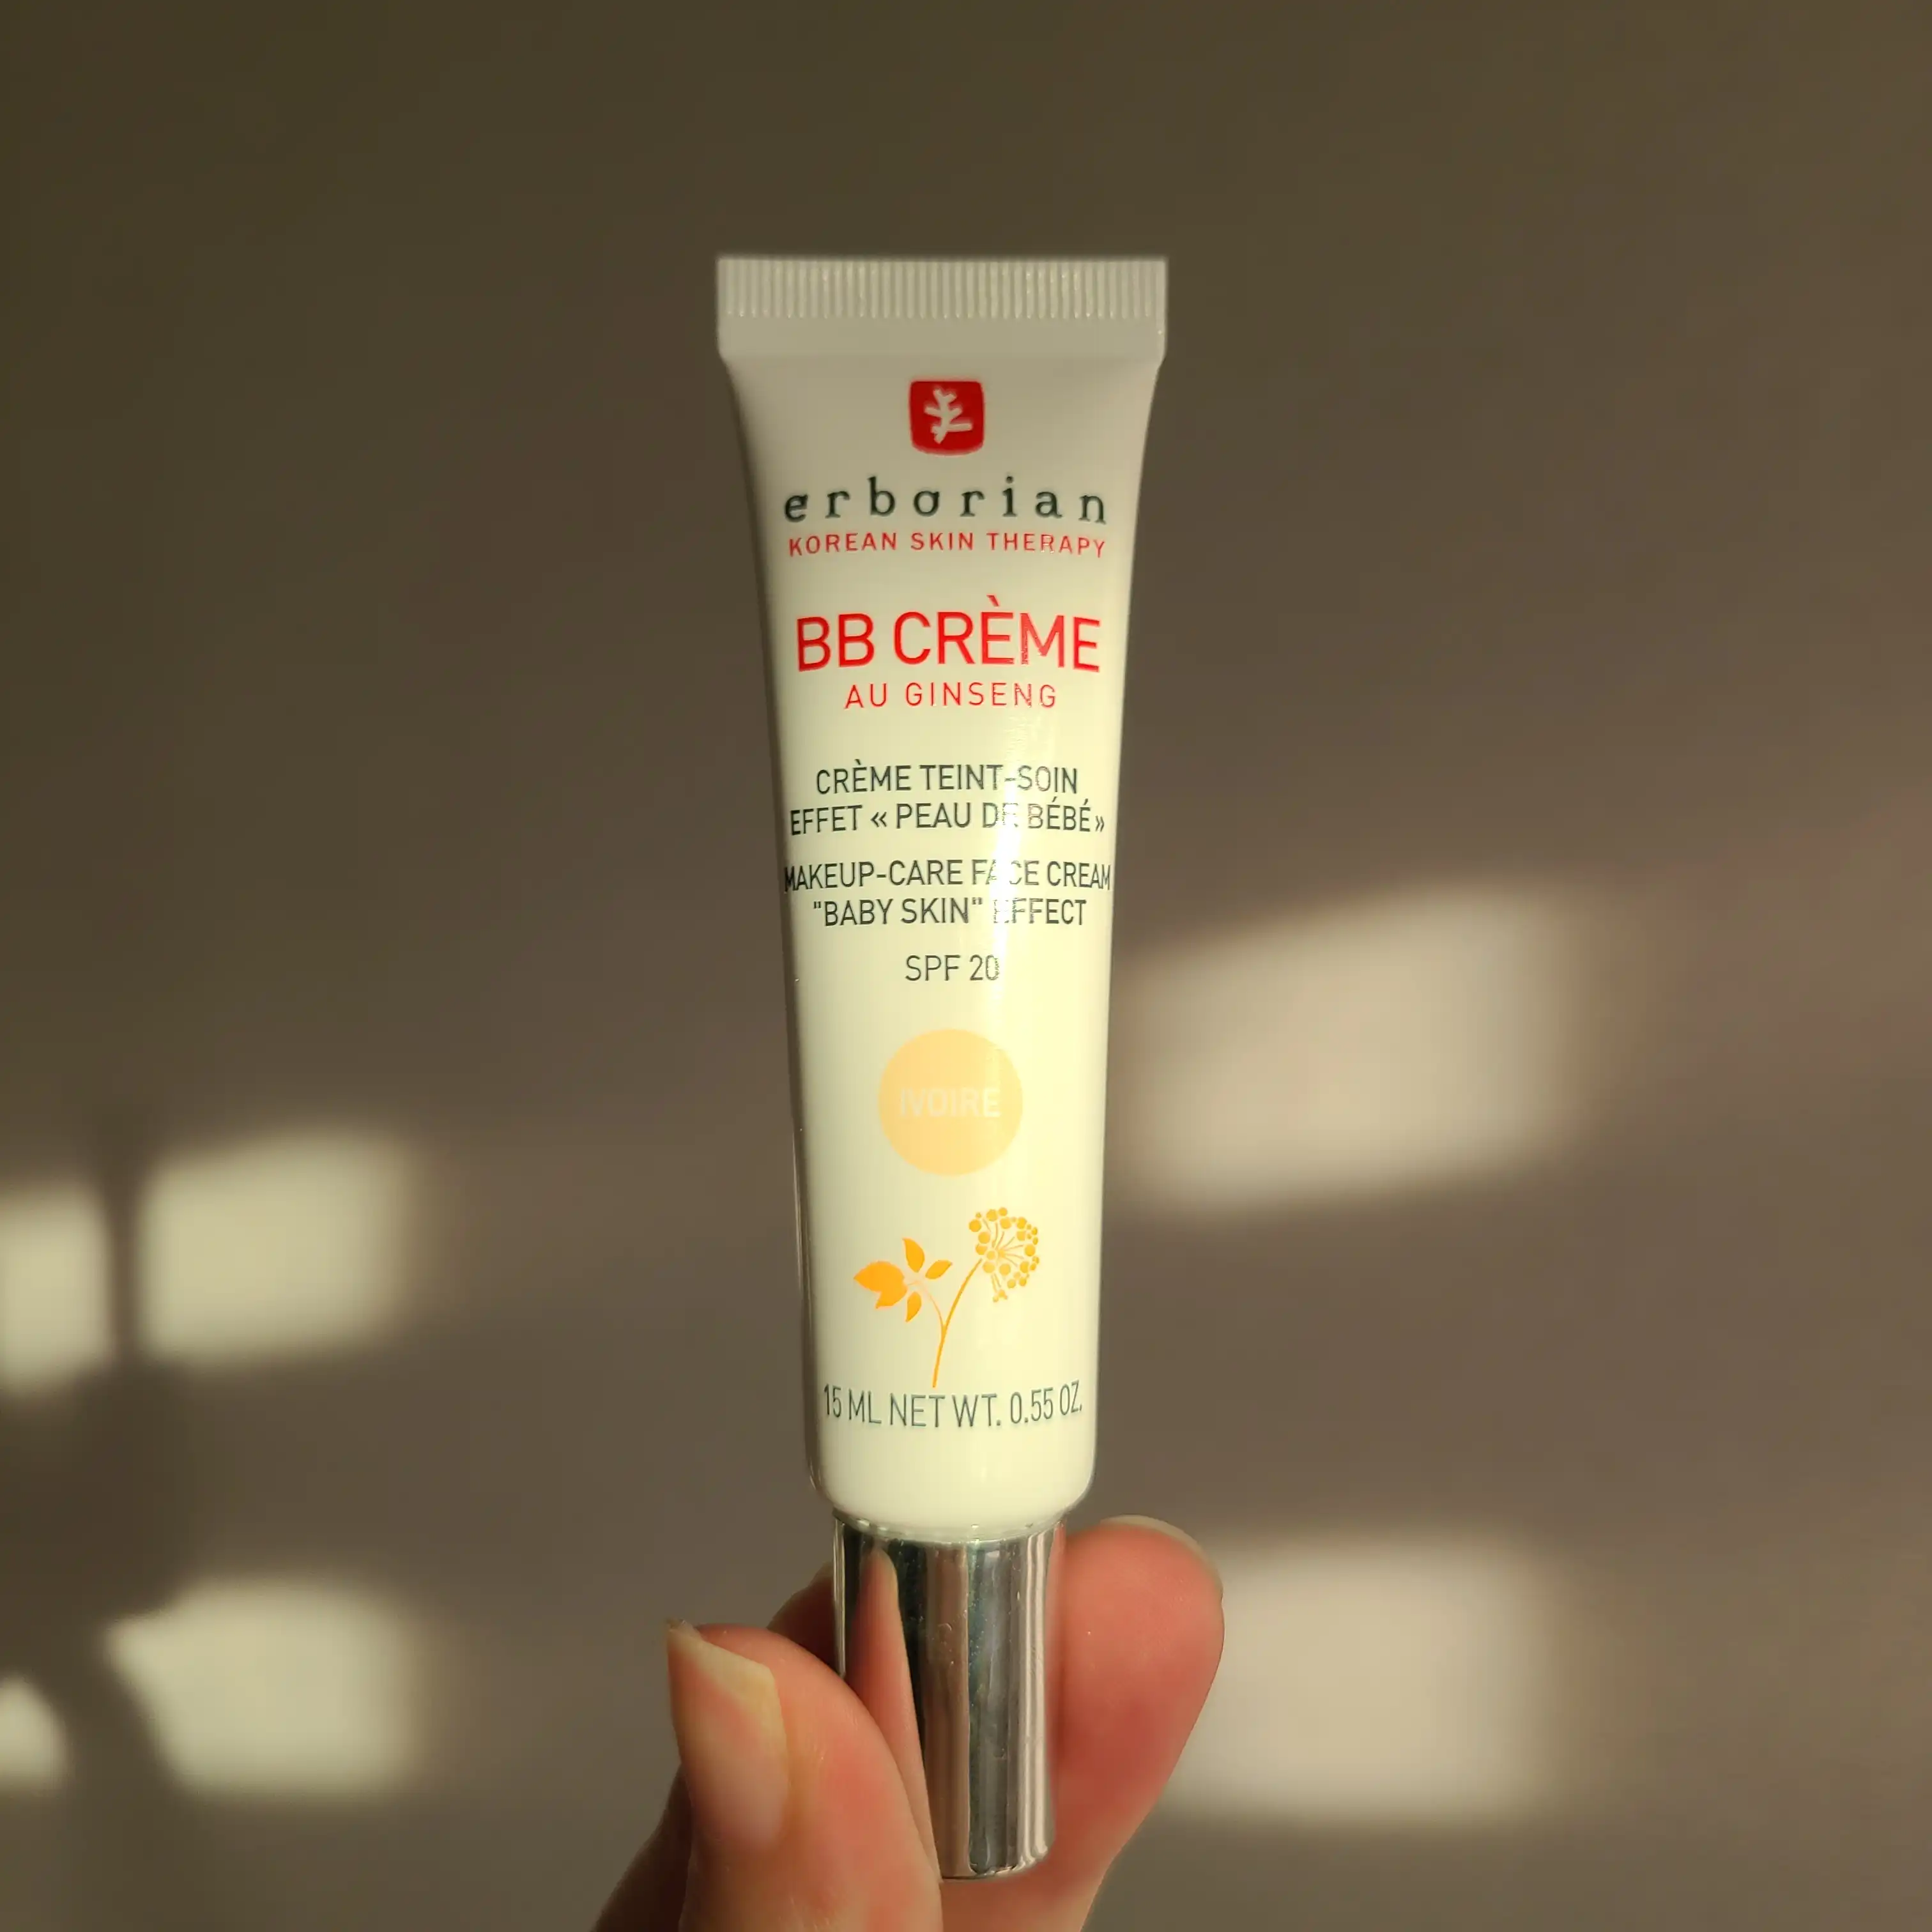 erborian
KOREAN SKIN THERAPY
BB CRÈME
AU GINSENG
CRÈME TEINT-SOIN
EFFET « PEAU DE BÉBÉ»
MAKEUP-CARE FACE CREAM
"BABY SKIN" EFFECT
SPF 20
IVOIRE
15 ML NET WT. 0.55 OZ.